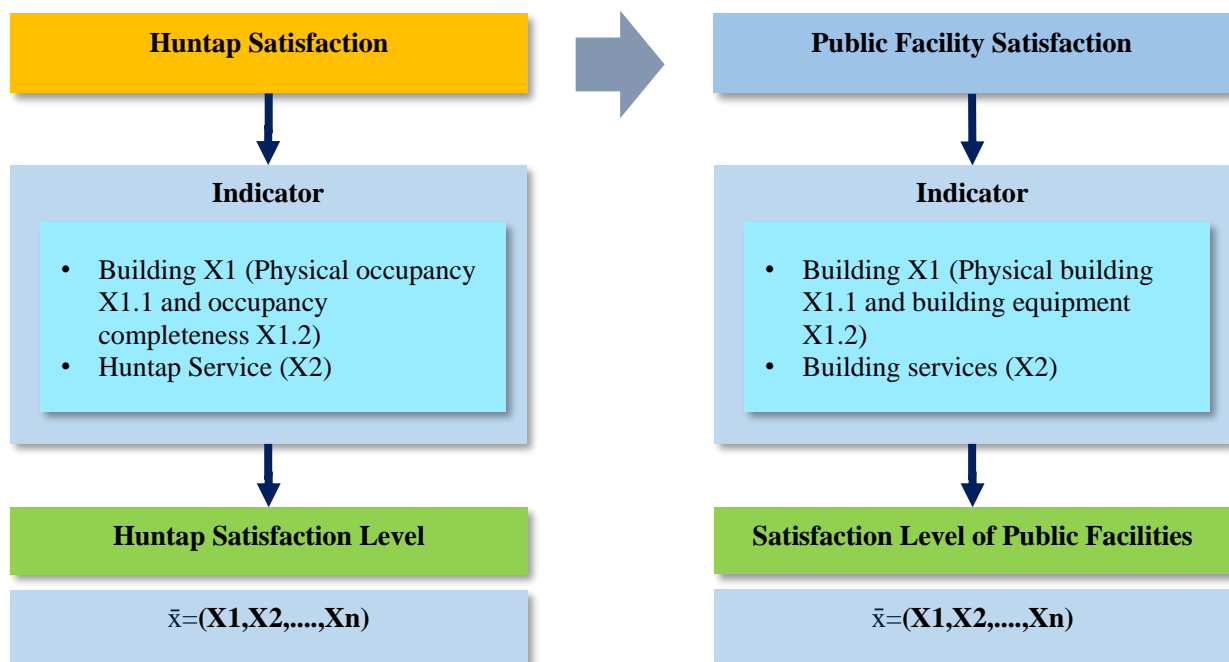 Huntap Satisfaction
Public Facility Satisfaction
Indicator
• Building X1 (Physical occupancy
X1.1 and occupancy
completeness X1.2)
• Huntap Service (X2)
Indicator
• Building X1 (Physical building
X1.1 and building equipment
X1.2)
• Building services (X2)
Huntap Satisfaction Level
Satisfaction Level of Public Facilities
x̄=(X1,X2,....,Xn)
x̄=(X1,X2,....,Xn)